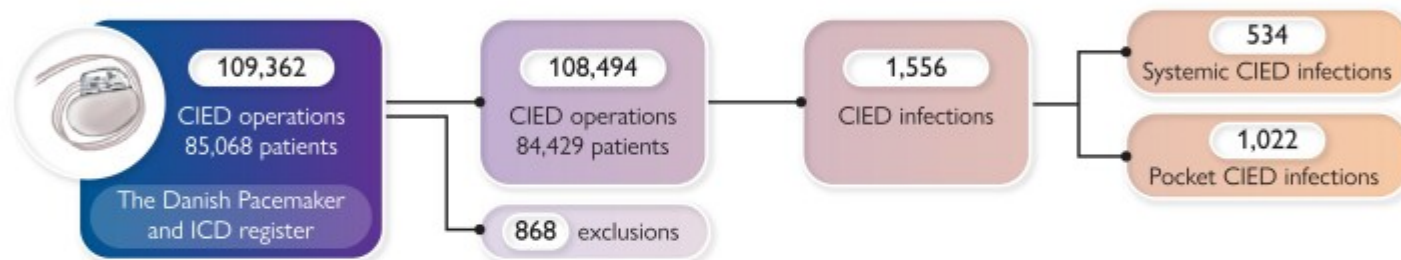 109,362
CIED operations
85,068 patients
The Danish Pacemaker
and ICD register
108,494
CIED operations
84,429 patients
868 exclusions
1,556
CIED infections
534
Systemic CIED infections
1,022
Pocket CIED infections